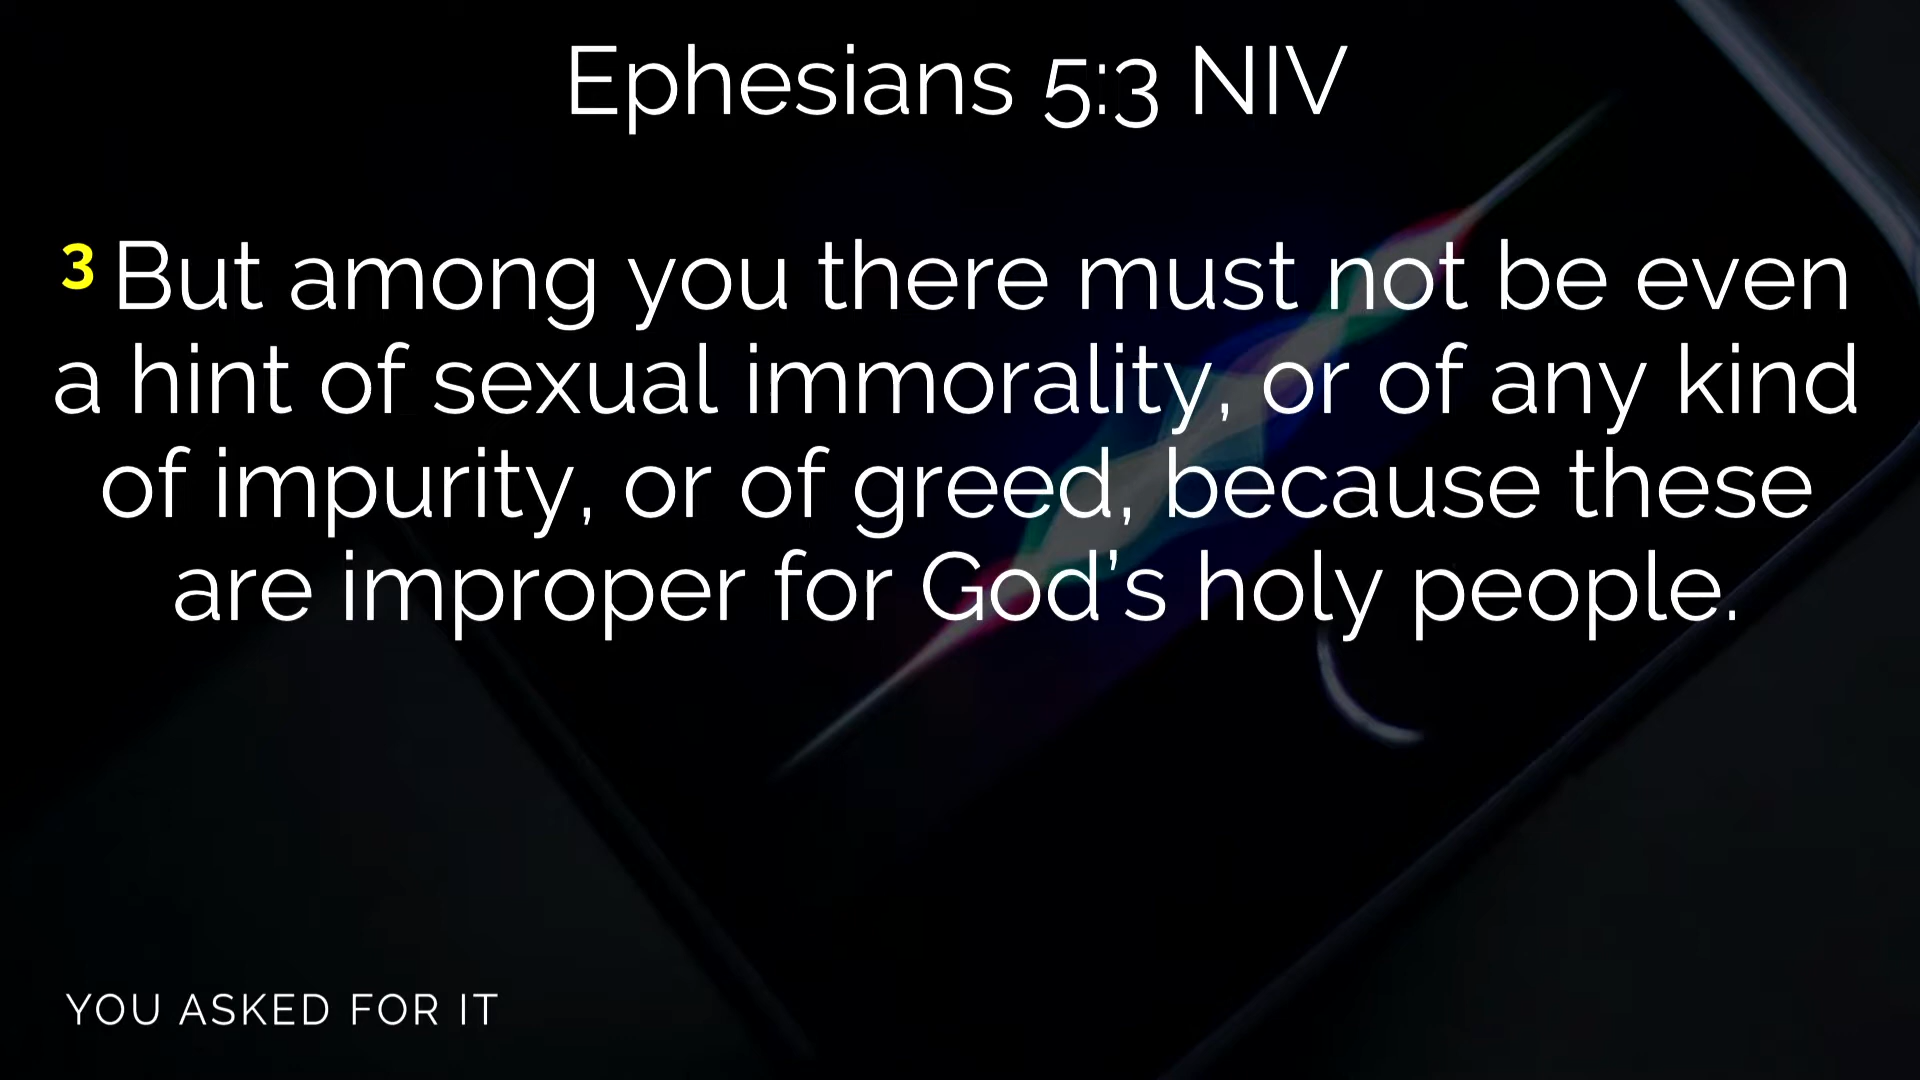 Ephesians 5:3 NIV
3 But among you there must not be even
a hint of sexual immorality, or of any kind
of impurity, or of greed, because these
are improper for God’s holy people.
YOU ASKED FOR IT